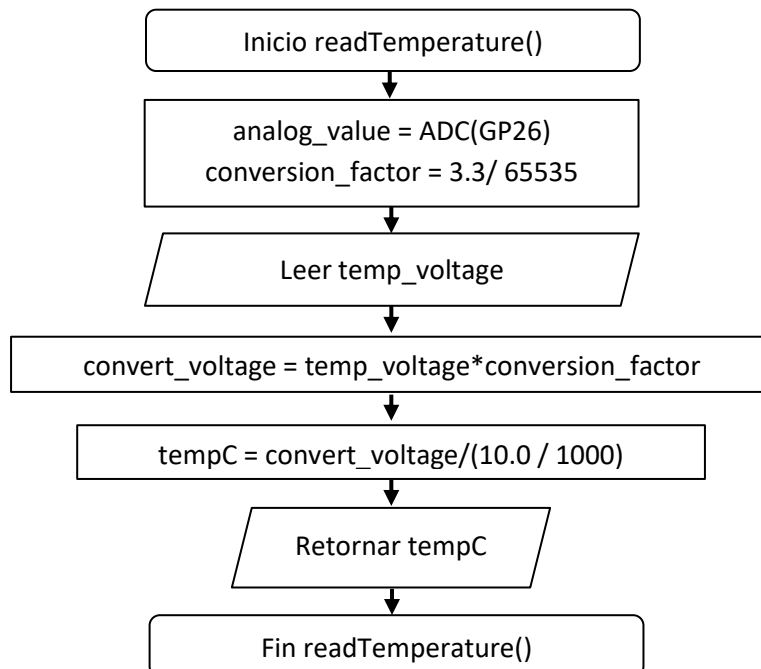 Inicio readTemperature()
analog_value = ADC(GP26)
conversion_factor = 3.3/ 65535
Leer temp_voltage
convert_voltage = temp_voltage*conversion_factor
tempC = convert_voltage/(10.0 / 1000)
Retornar tempC
Fin readTemperature()